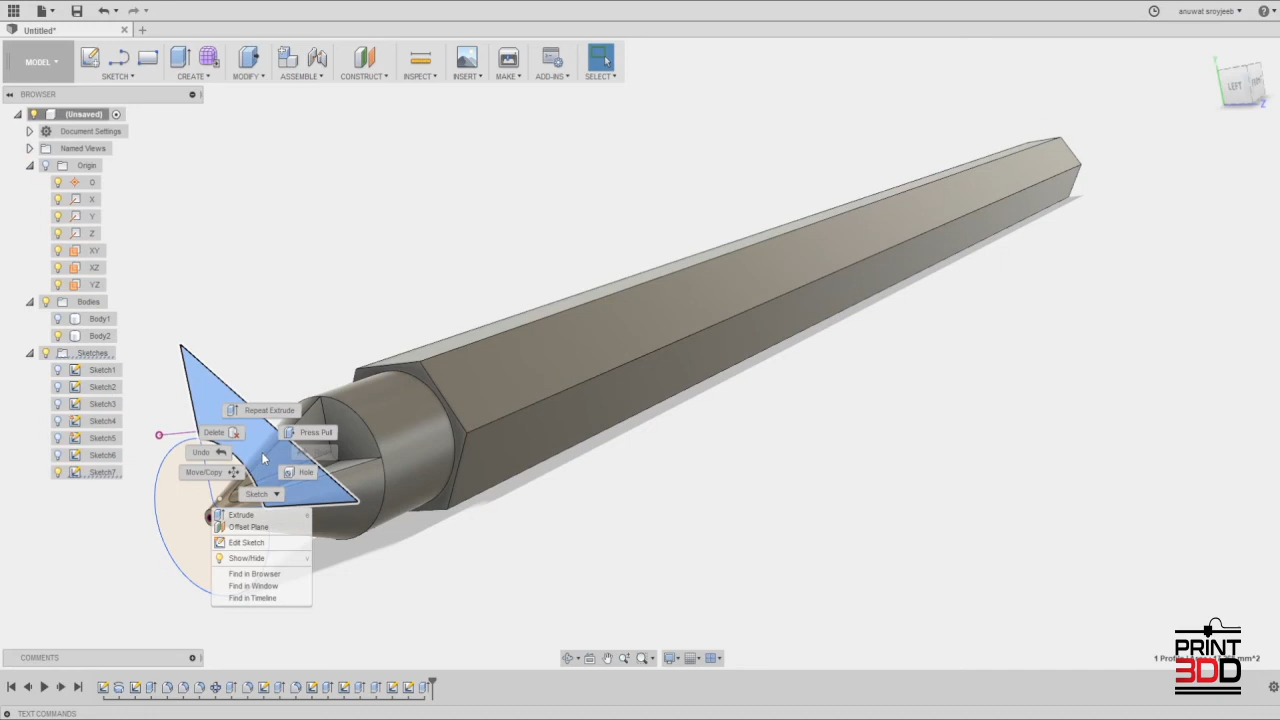 anuwat sroyjeeb
Untitled*
MODEL
SKETCH
CREATE
MODIFY
ASSEMBLE
CONSTRUCT
INSPECT
INSERT
MAKE
ADD-INS
SELECT
BROWSER
(Unsaved)
Document Settings
Named Views
Origin
O
X
Y
Z
XY
XZ
YZ
Bodies
Body1
Body2
Sketches
Sketch1
Sketch2
Sketch3
Sketch4
Sketch5
Sketch6
Sketch7
LEFT
Y
Z
Repeat Extrude
Delete
Press Pull
Undo
Move/Copy
Hole
Sketch
Extrude
Offset Plane
Edit Sketch
Show/Hide
Find in Browser
Find in Window
Find in Timeline
COMMENTS
PRINT
3DD
TEXT COMMANDS